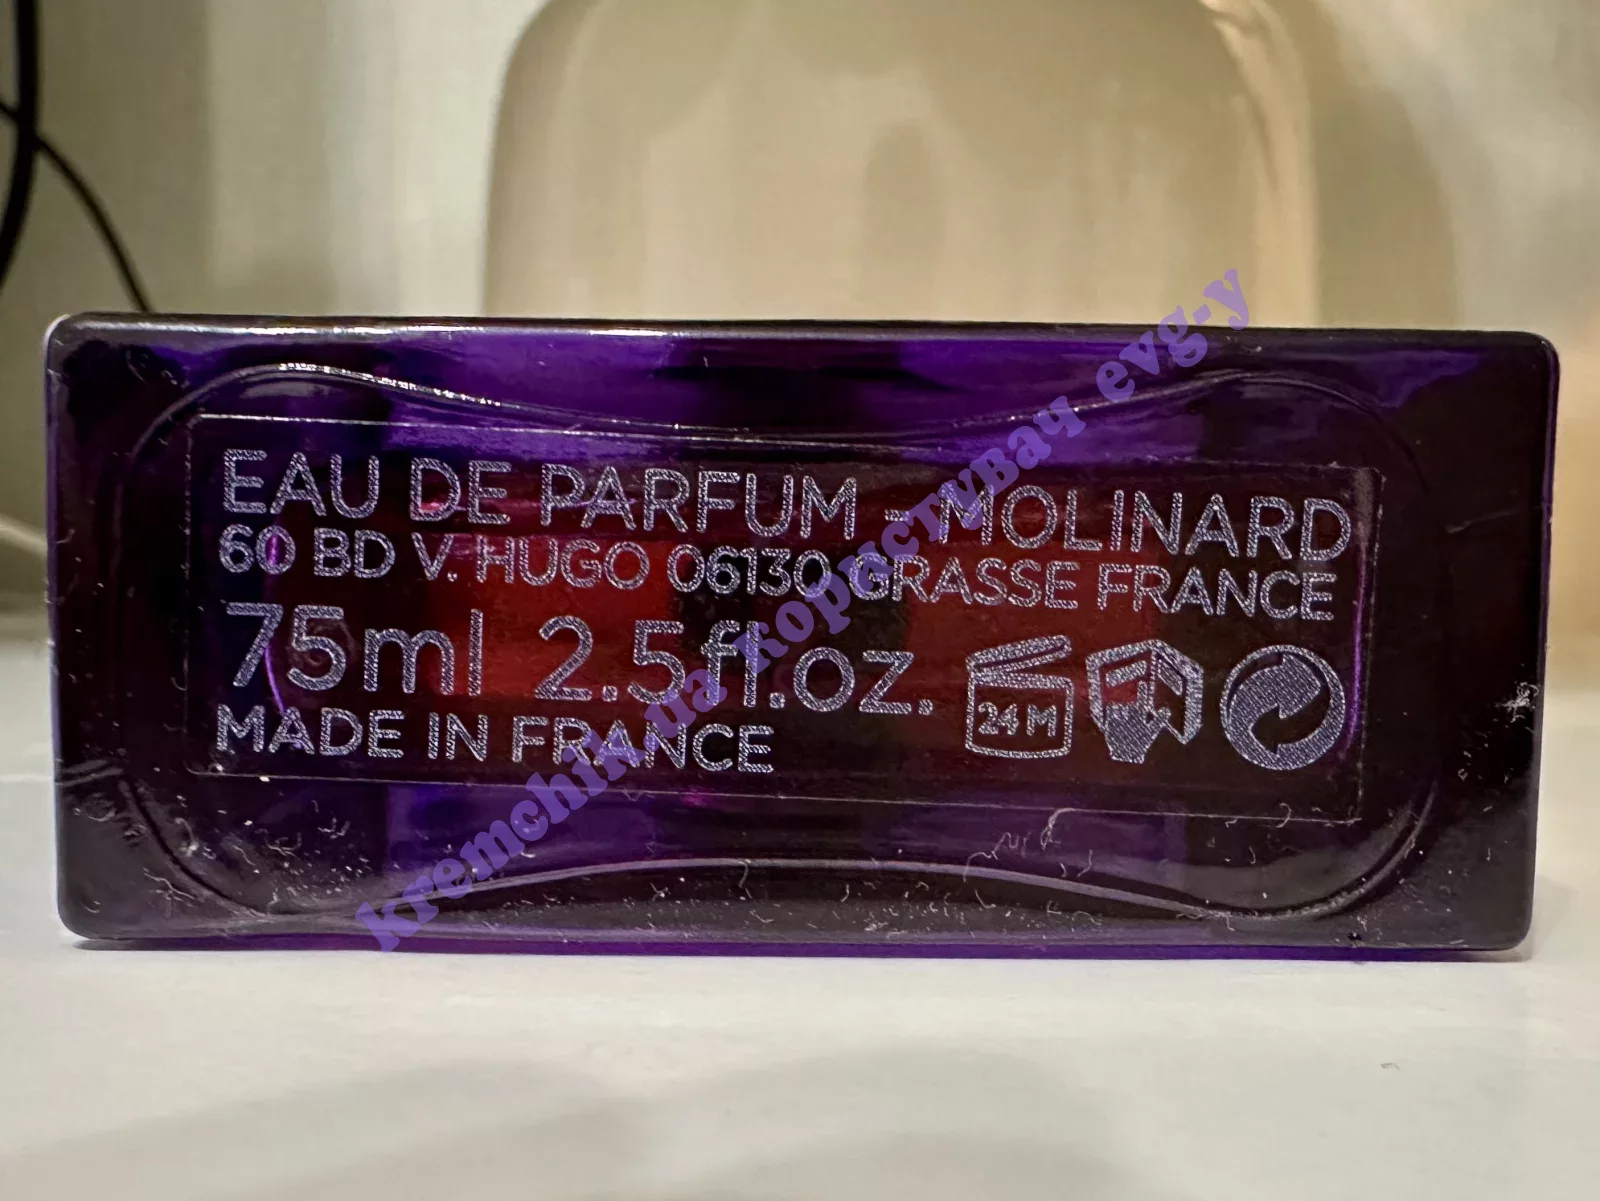 EAU DE PARFUM - MOLINARD
60 BD V. HUGO 06130 GRASSE FRANCE
75ml 2.5fl.oz.
24M
MADE IN FRANCE
kremchik.ua користувач evg-y